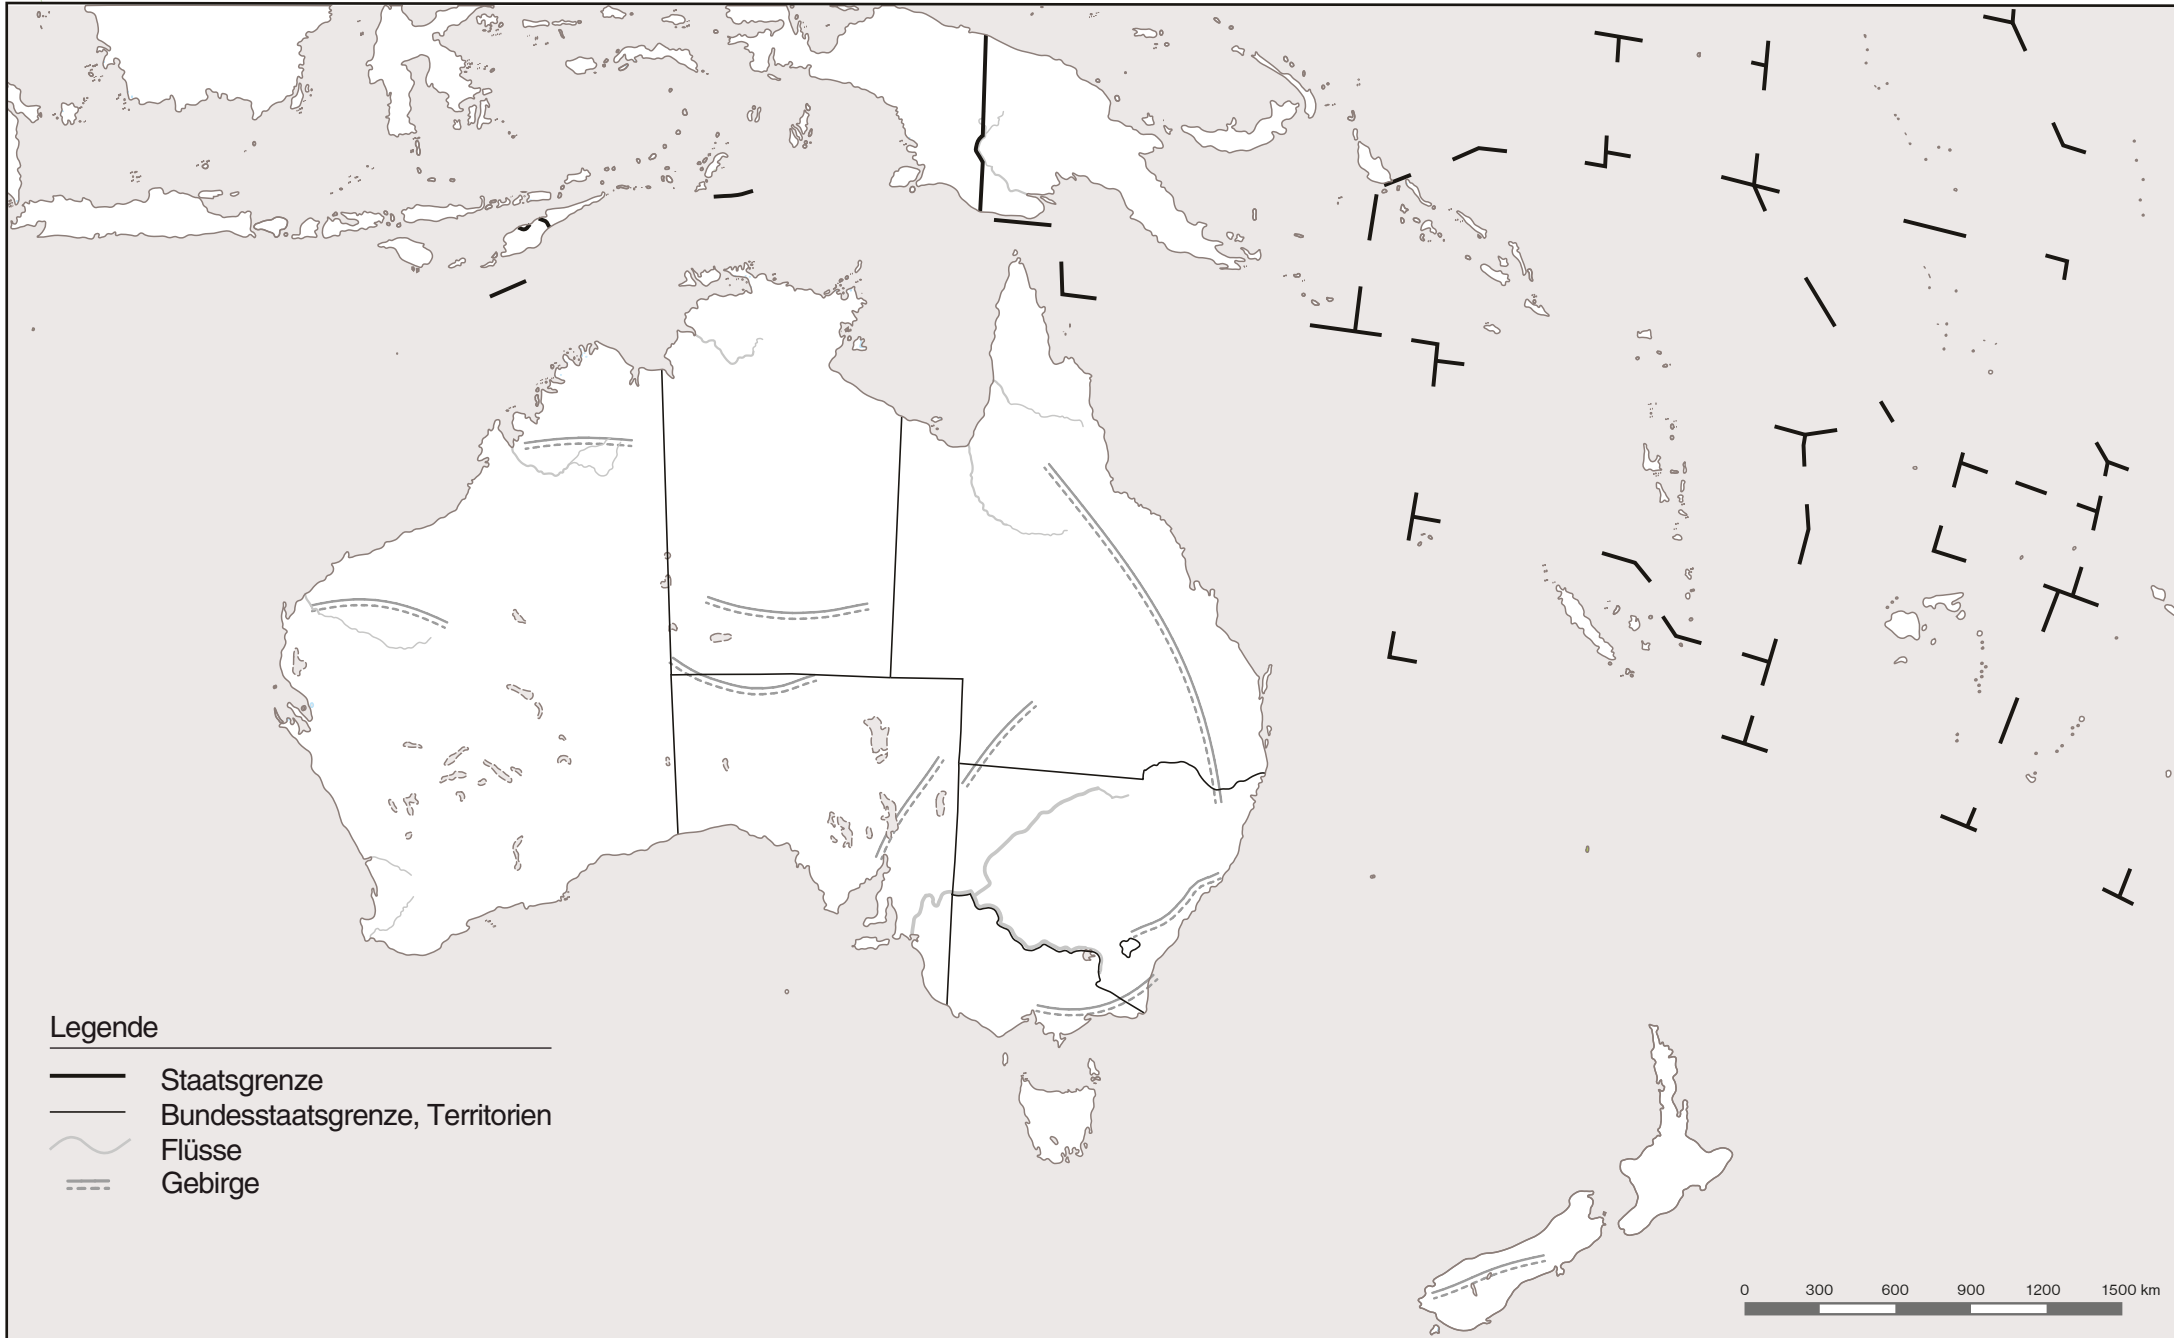 Legende
Staatsgrenze
Bundesstaatsgrenze, Territorien
Flüsse
Gebirge
0 300 600 900 1200 1500 km